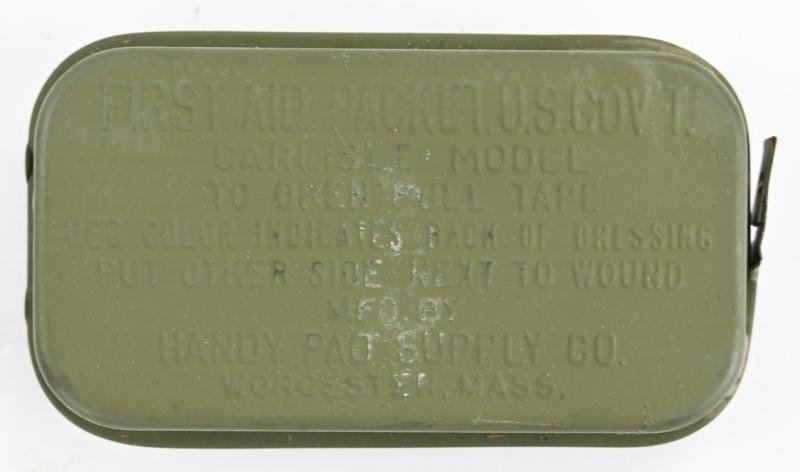 FIRST AID PACKET, U.S. GOV'T.
CARLISLE MODEL
TO OPEN PULL TAPE
RED COLOR INDICATES BACK OF DRESSING
PUT OTHER SIDE NEXT TO WOUND
MFD. BY
HANDY PAD SUPPLY CO.
WORCESTER, MASS.